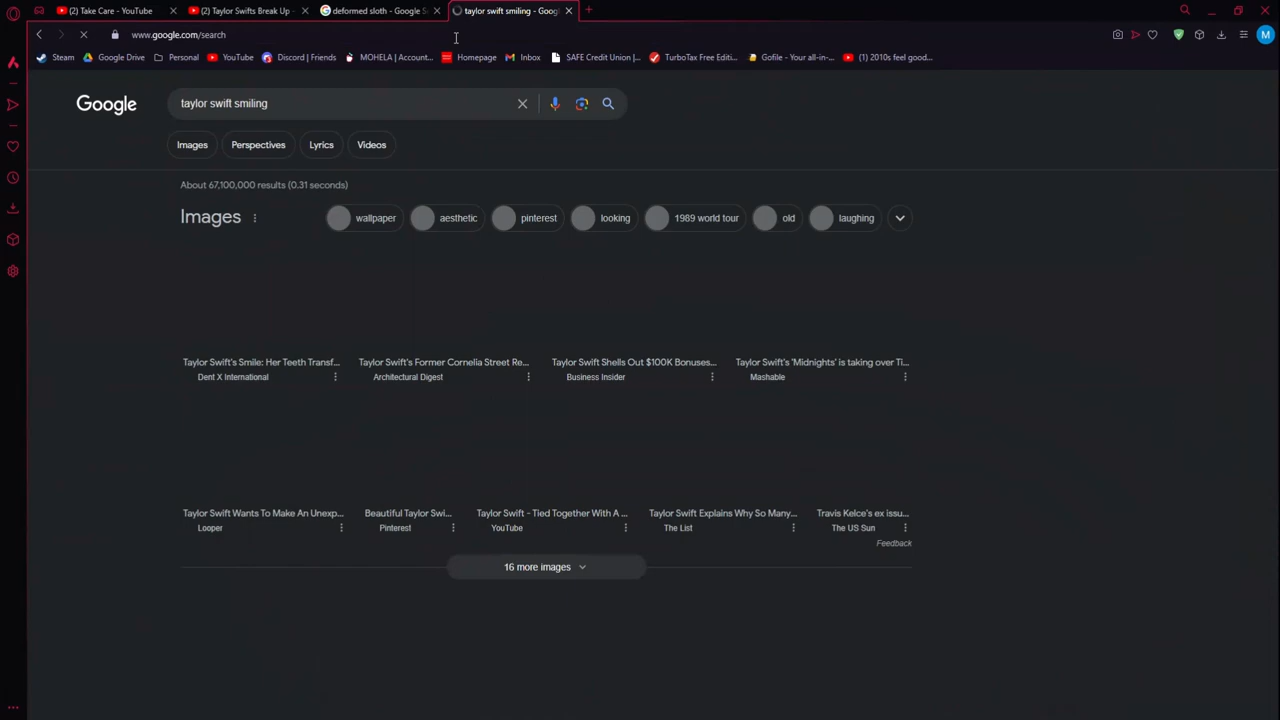 (2) Take Care - YouTube
(2) Taylor Swifts Break Up -
deformed sloth - Google S
taylor swift smiling - Goog
www.google.com/search
M
Steam
Google Drive
Personal
YouTube
Discord | Friends
MOHELA | Account...
Homepage
Inbox
SAFE Credit Union |...
TurboTax Free Editi...
Gofile - Your all-in-...
(1) 2010s feel good...
Google
taylor swift smiling
Images
Perspectives
Lyrics
Videos
About 67,100,000 results (0.31 seconds)
Images
wallpaper
aesthetic
pinterest
looking
1989 world tour
old
laughing
Taylor Swift's Smile: Her Teeth Transf...
Taylor Swift's Former Cornelia Street Re...
Taylor Swift Shells Out $100K Bonuses...
Taylor Swift's 'Midnights' is taking over Ti...
Dent X International
Architectural Digest
Business Insider
Mashable
Taylor Swift Wants To Make An Unexp...
Beautiful Taylor Swi...
Taylor Swift - Tied Together With A ...
Taylor Swift Explains Why So Many...
Travis Kelce's ex issu...
Looper
Pinterest
YouTube
The List
The US Sun
Feedback
16 more images